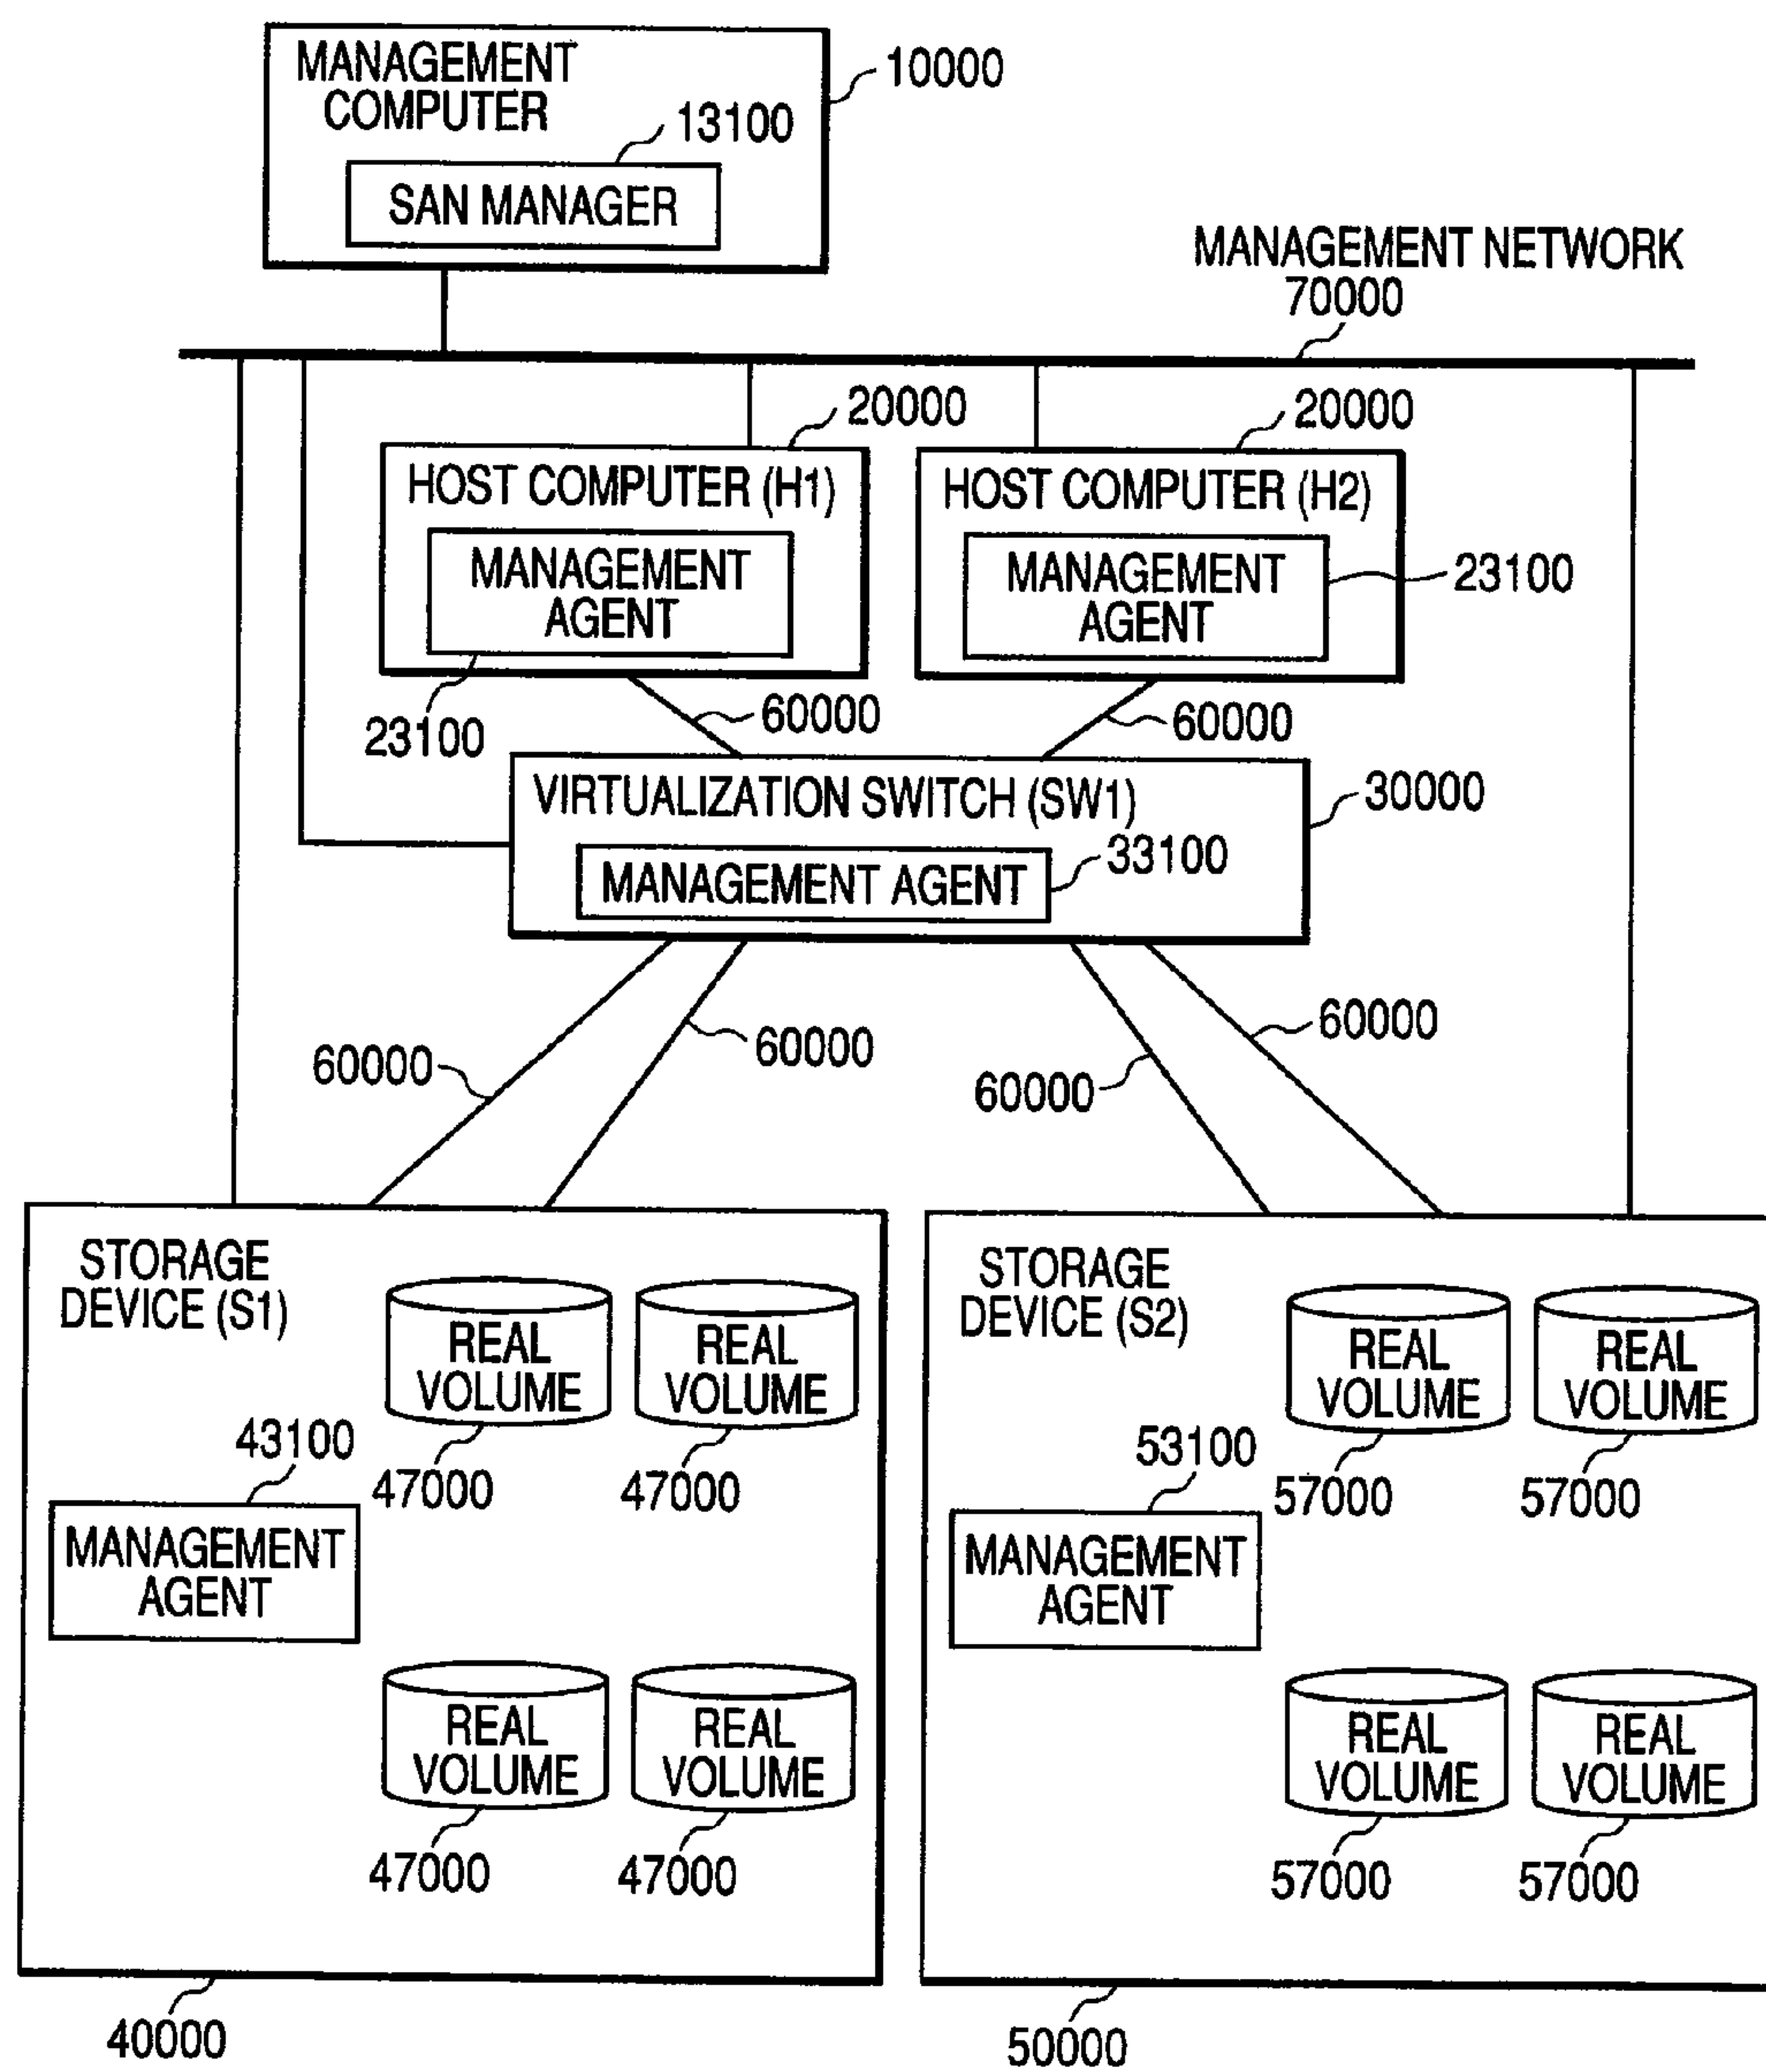 MANAGEMENT
COMPUTER
10000
13100
SAN MANAGER
MANAGEMENT NETWORK
70000
20000
20000
HOST COMPUTER (H1)
HOST COMPUTER (H2)
MANAGEMENT
AGENT
MANAGEMENT
AGENT
23100
23100
60000
60000
VIRTUALIZATION SWITCH (SW1)
30000
33100
MANAGEMENT AGENT
60000
60000
60000
60000
STORAGE
DEVICE (S1)
REAL
VOLUME
REAL
VOLUME
47000
47000
43100
MANAGEMENT
AGENT
REAL
VOLUME
REAL
VOLUME
47000
47000
40000
STORAGE
DEVICE (S2)
REAL
VOLUME
REAL
VOLUME
57000
57000
53100
MANAGEMENT
AGENT
REAL
VOLUME
REAL
VOLUME
57000
57000
50000